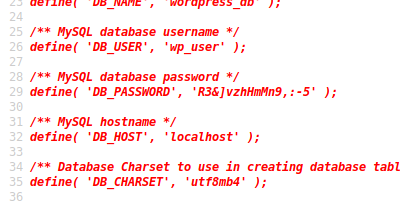 23 define( 'DB_NAME', 'wordpress_db' );
24
25 /** MySQL database username */
26 define( 'DB_USER', 'wp_user' );
27
28 /** MySQL database password */
29 define( 'DB_PASSWORD', 'R3&]vzhHmMn9,:-5' );
30
31 /** MySQL hostname */
32 define( 'DB_HOST', 'localhost' );
33
34 /** Database Charset to use in creating database tabl
35 define( 'DB_CHARSET', 'utf8mb4' );
36